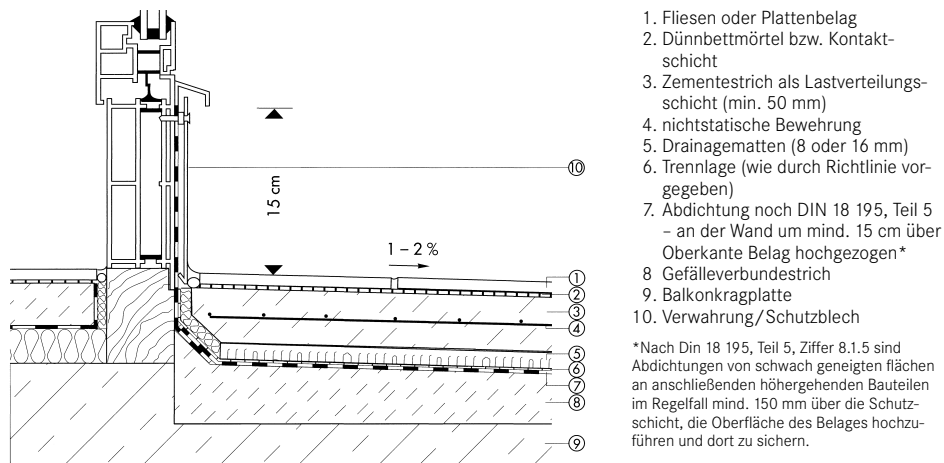 15 cm
1 – 2 %
10
1
2
3
4
5
6
7
8
9
1. Fliesen oder Plattenbelag
2. Dünnbettmörtel bzw. Kontakt-
schicht
3. Zementestrich als Lastverteilungs-
schicht (min. 50 mm)
4. nichtstatische Bewehrung
5. Drainagematten (8 oder 16 mm)
6. Trennlage (wie durch Richtlinie vor-
gegeben)
7. Abdichtung noch DIN 18 195, Teil 5
– an der Wand um mind. 15 cm über
Oberkante Belag hochgezogen*
8 Gefälleverbundestrich
9. Balkonkragplatte
10. Verwahrung/Schutzblech
*Nach Din 18 195, Teil 5, Ziffer 8.1.5 sind
Abdichtungen von schwach geneigten flächen
an anschließenden höhergehenden Bauteilen
im Regelfall mind. 150 mm über die Schutz-
schicht, die Oberfläche des Belages hochzu-
führen und dort zu sichern.